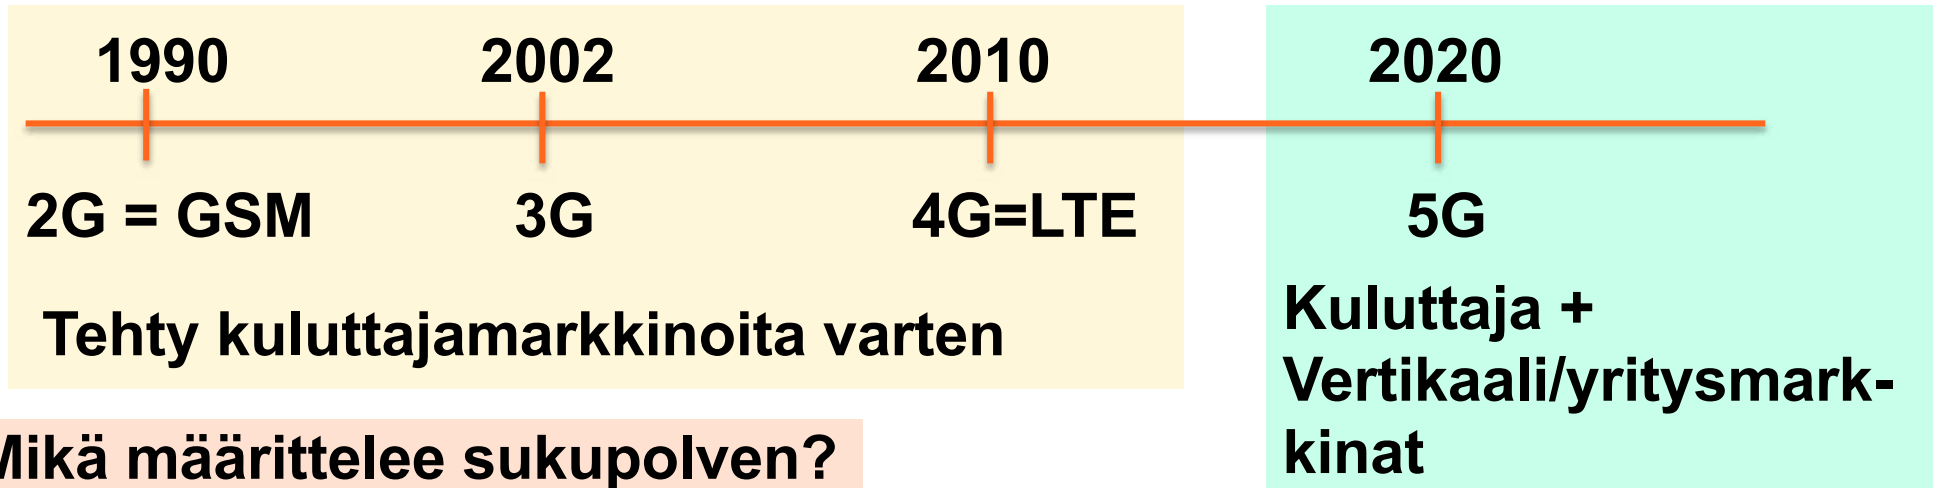 1990 2002 2010 2020
2G = GSM 3G 4G=LTE 5G
Tehty kuluttajamarkkinoita varten
Kuluttaja +
Vertikaali/yritysmark-
kinat
Mikä määrittelee sukupolven?